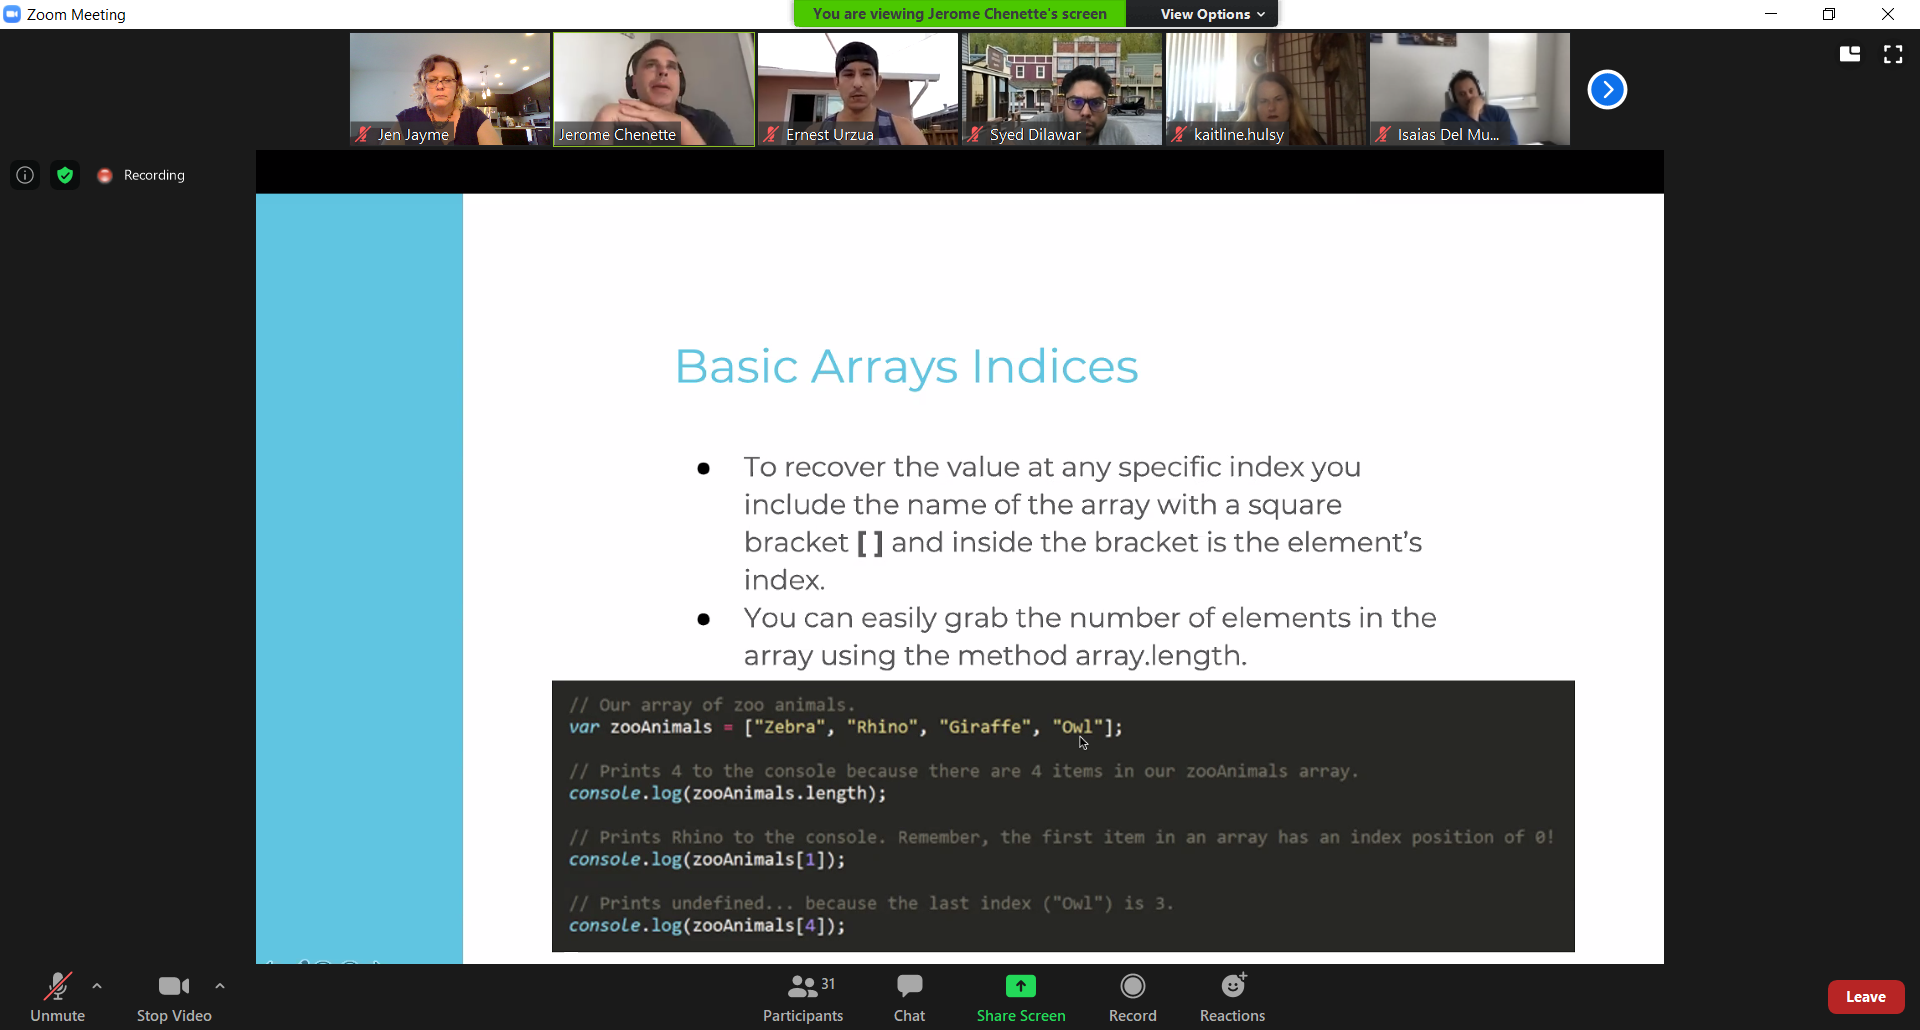 Zoom Meeting
You are viewing Jerome Chenette's screen
View Options
Jen Jayme
Jerome Chenette
Ernest Urzua
Syed Dilawar
kaitline.hulsy
Isaias Del Mu...
Recording
Basic Arrays Indices
To recover the value at any specific index you
include the name of the array with a square
bracket [ ] and inside the bracket is the element's
index.
You can easily grab the number of elements in the
array using the method array.length.
// Our array of zoo animals.
var zooAnimals = ["Zebra", "Rhino", "Giraffe", "Owl"];
// Prints 4 to the console because there are 4 items in our zooAnimals array.
console.log(zooAnimals.length);
// Prints Rhino to the console. Remember, the first item in an array has an index position of 0!
console.log(zooAnimals[1]);
// Prints undefined... because the last index ("Owl") is 3.
console.log(zooAnimals[4]);
Unmute
Stop Video
31
Participants
Chat
Share Screen
Record
Reactions
Leave